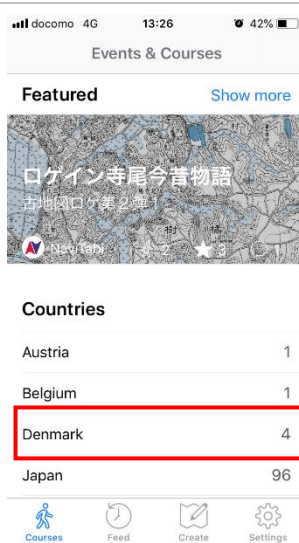 docomo 4G 13:26 42%
Events & Courses
Featured Show more
ロゲイン寺尾今昔物語
古地図ロゲ第2弾!
NaviTabi 2 3 1
Countries
Austria 1
Belgium 1
Denmark 4
Japan 96
Courses Feed Create Settings